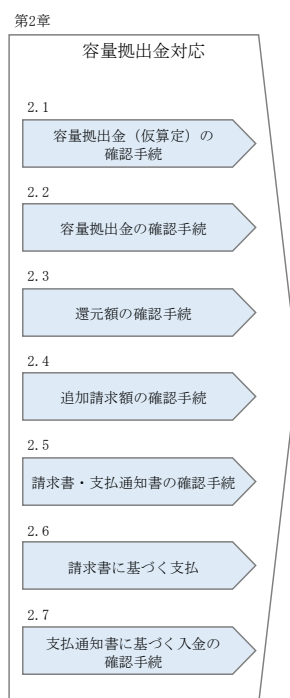 第2章
容量拠出金対応
2.1
容量拠出金（仮算定）の
確認手続
2.2
容量拠出金の確認手続
2.3
還元額の確認手続
2.4
追加請求額の確認手続
2.5
請求書・支払通知書の確認手続
2.6
請求書に基づく支払
2.7
支払通知書に基づく入金の
確認手続